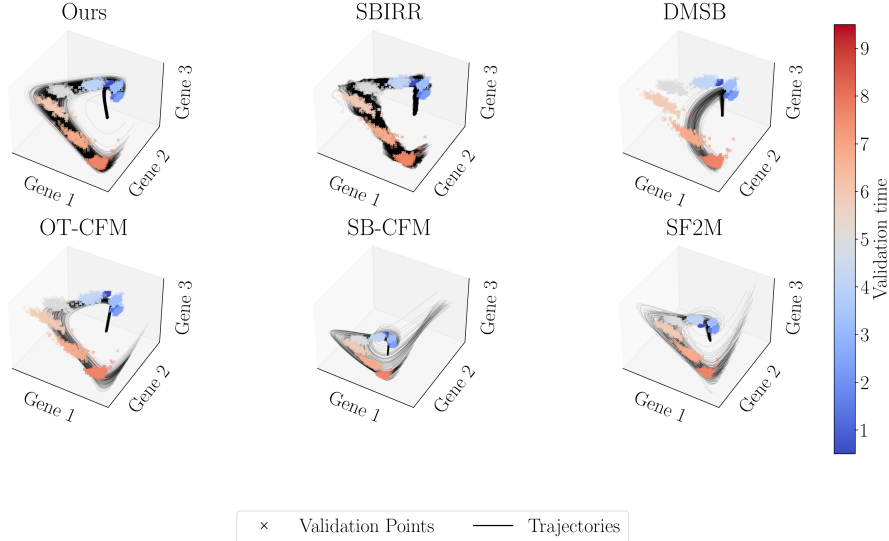 Ours
SBIRR
DMSB
Gene 1
Gene 2
Gene 3
Gene 1
Gene 2
Gene 3
Gene 1
Gene 2
Gene 3
OT-CFM
SB-CFM
SF2M
Gene 1
Gene 2
Gene 3
Gene 1
Gene 2
Gene 3
Gene 1
Gene 2
Gene 3
9
8
7
6
5
4
3
2
1
Validation time
× Validation Points
Trajectories